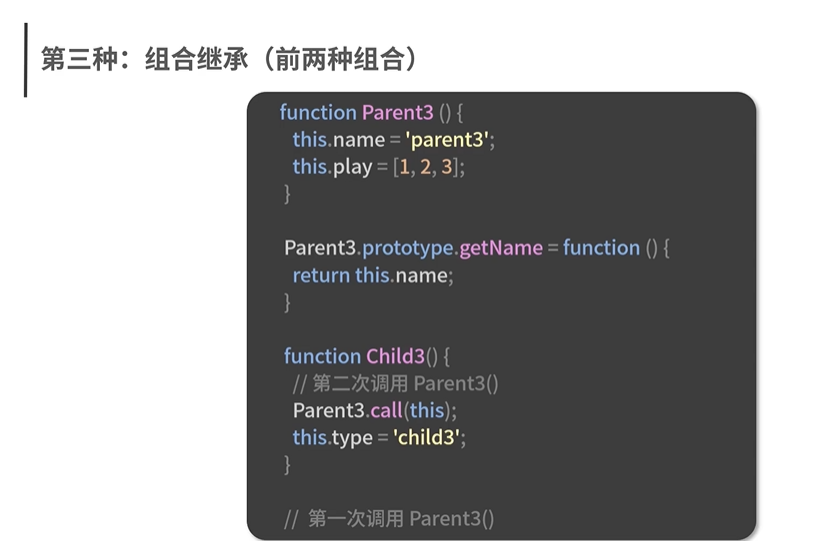 第三种：组合继承（前两种组合）
function Parent3 () {
this.name = 'parent3';
this.play = [1, 2, 3];
}
Parent3.prototype.getName = function () {
return this.name;
}
function Child3() {
// 第二次调用 Parent3()
Parent3.call(this);
this.type = 'child3';
}
// 第一次调用 Parent3()